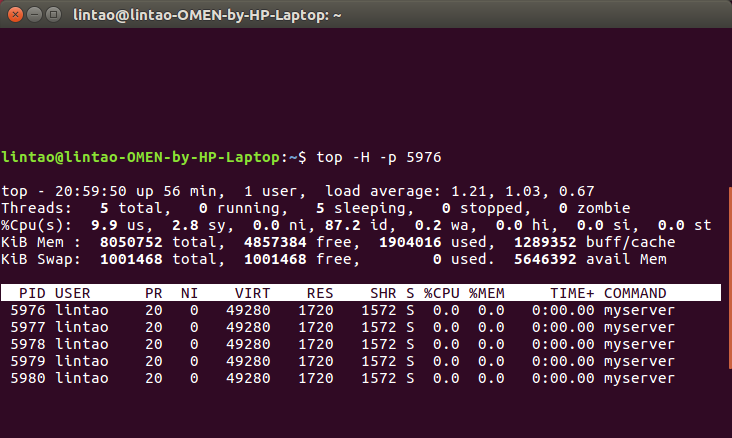 lintao@lintao-OMEN-by-HP-Laptop: ~
lintao@lintao-OMEN-by-HP-Laptop:~$ top -H -p 5976
top - 20:59:50 up 56 min,  1 user,  load average: 1.21, 1.03, 0.67
Threads:   5 total,   0 running,   5 sleeping,   0 stopped,   0 zombie
%Cpu(s):  9.9 us,  2.8 sy,  0.0 ni, 87.2 id,  0.2 wa,  0.0 hi,  0.0 si,  0.0 st
KiB Mem :  8050752 total,  4857384 free,  1904016 used,  1289352 buff/cache
KiB Swap:  1001468 total,  1001468 free,        0 used.  5646392 avail Mem
  PID USER      PR  NI    VIRT    RES    SHR S %CPU %MEM     TIME+ COMMAND
 5976 lintao    20   0   49280   1720   1572 S  0.0  0.0   0:00.00 myserver
 5977 lintao    20   0   49280   1720   1572 S  0.0  0.0   0:00.00 myserver
 5978 lintao    20   0   49280   1720   1572 S  0.0  0.0   0:00.00 myserver
 5979 lintao    20   0   49280   1720   1572 S  0.0  0.0   0:00.00 myserver
 5980 lintao    20   0   49280   1720   1572 S  0.0  0.0   0:00.00 myserver